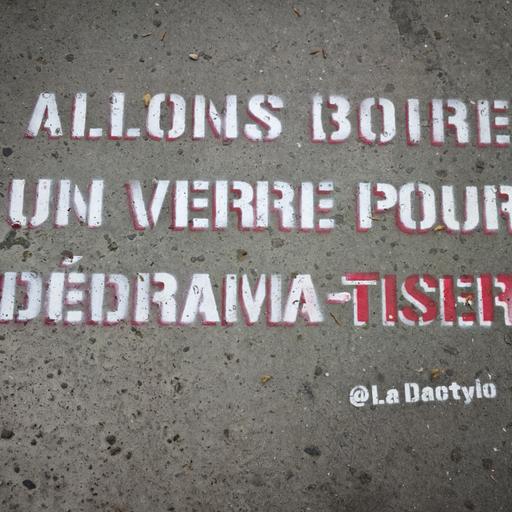 ALLONS BOIRE
UN VERRE POUR
DÉDRAMA-TISER
@La Dactylo